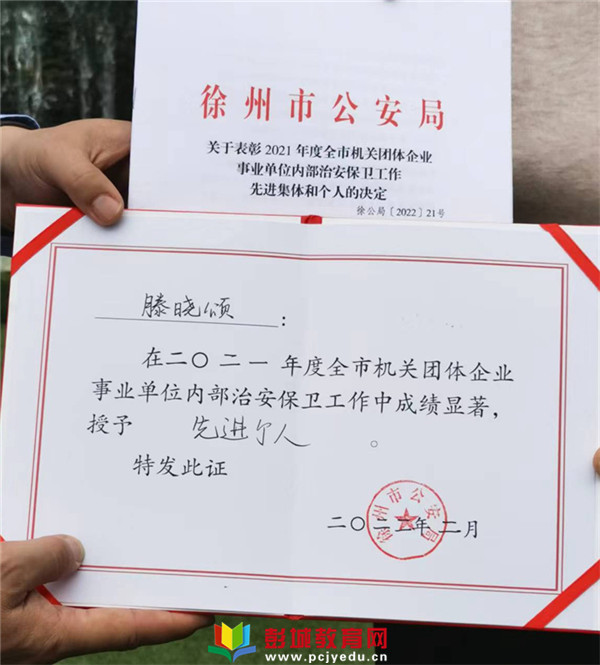 徐州市公安局
关于表彰2021年度全市机关团体企业
事业单位内部治安保卫工作
先进集体和个人的决定
徐公局〔2022〕21号
滕晓颂：
在二〇二一年度全市机关团体企业
事业单位内部治安保卫工作中成绩显著，
授予 先进个人 。
特发此证
徐州市公安局
二〇二二年二月
彭城教育网
www.pcjyedu.cn